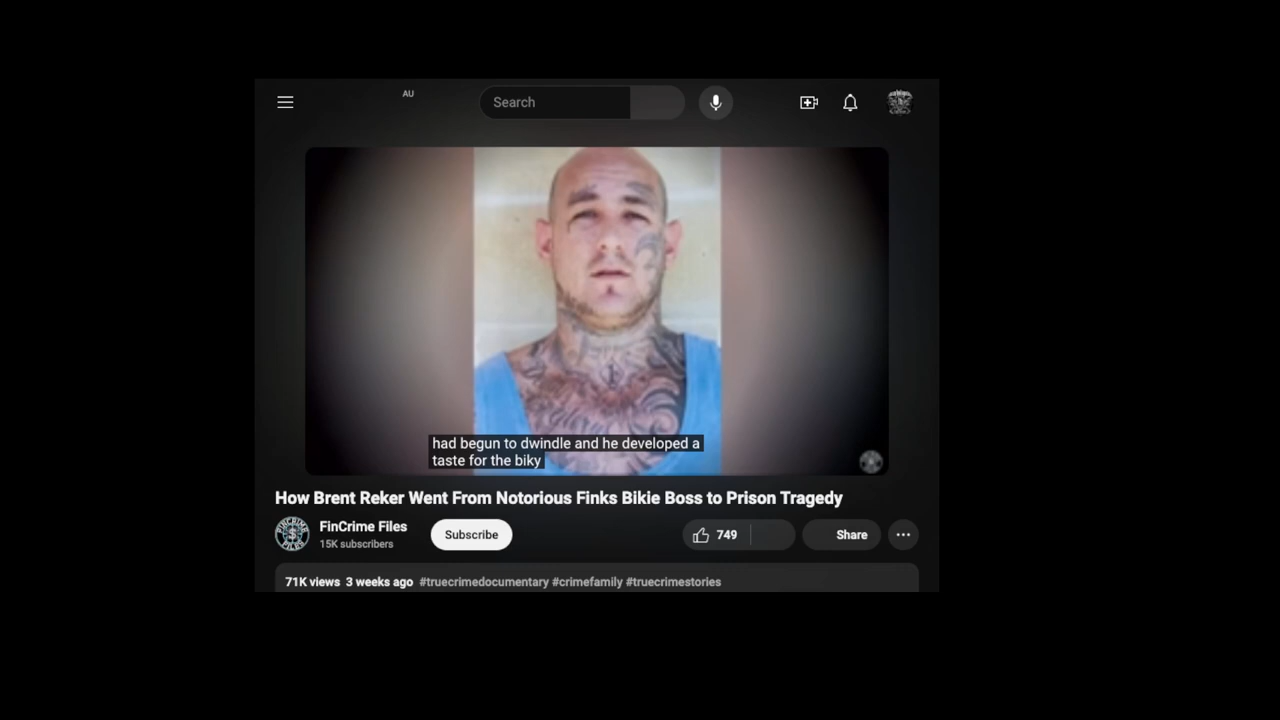 AU
Search
had begun to dwindle and he developed a
taste for the biky
How Brent Reker Went From Notorious Finks Bikie Boss to Prison Tragedy
FinCrime Files
15K subscribers
Subscribe
749
Share
71K views 3 weeks ago #truecrimedocumentary #crimefamily #truecrimestories